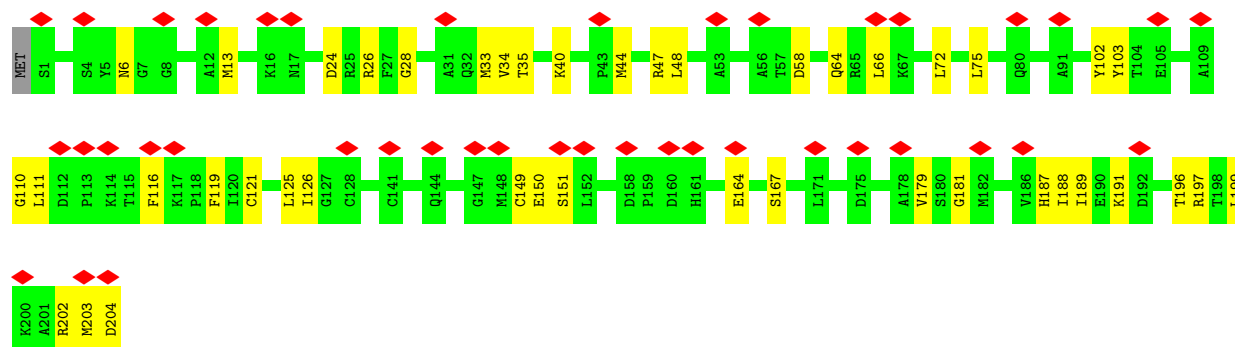 MET S1 S4 Y5 N6 G7 G8 A12 M13 K16 N17 D24 R25 R26 F27 G28 A31 Q32 M33 V34 T35 K40 P43 M44 R47 L48 A53 A56 T57 D58 Q64 R65 L66 K67 L72 L75 Q80 A91 Y102 Y103 T104 E105 A109
G110 L111 D112 P113 K114 T115 F116 K117 P118 F119 I120 C121 L125 I126 G127 C128 C141 Q144 G147 M148 C149 E150 S151 L152 D158 P159 D160 H161 E164 S167 L171 D175 A178 V179 S180 G181 M182 V186 H187 I188 I189 E190 K191 D192 T196 R197 T198 L199
K200 A201 R202 M203 D204